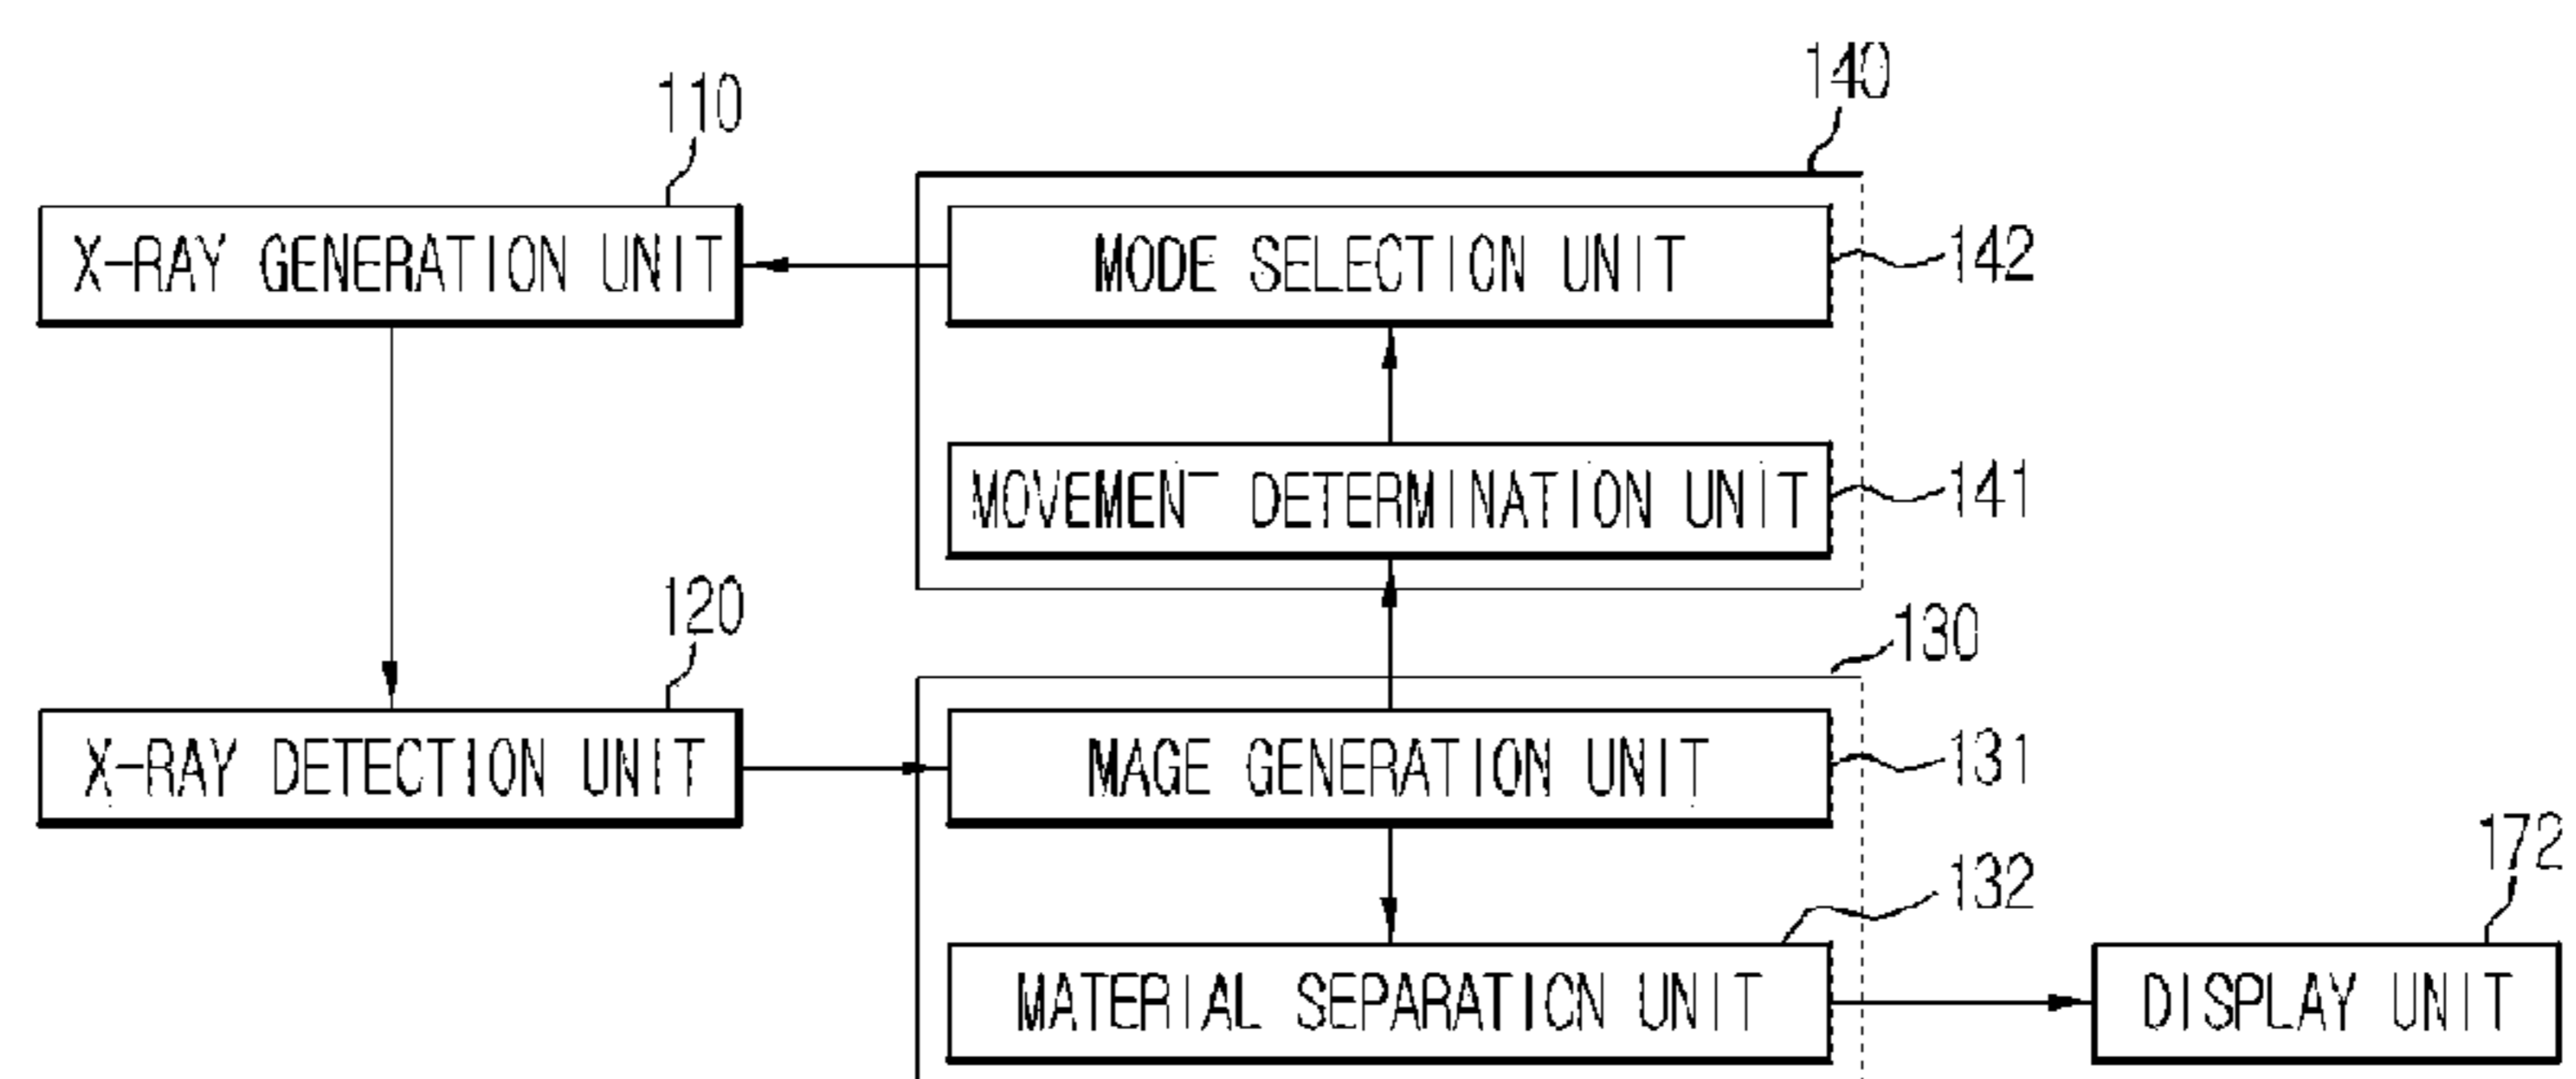 140
110
X-RAY GENERATION UNIT
MODE SELECTION UNIT
142
MOVEMENT DETERMINATION UNIT
141
120
130
X-RAY DETECTION UNIT
MAGE GENERATION UNIT
131
172
132
MATERIAL SEPARATION UNIT
DISPLAY UNIT